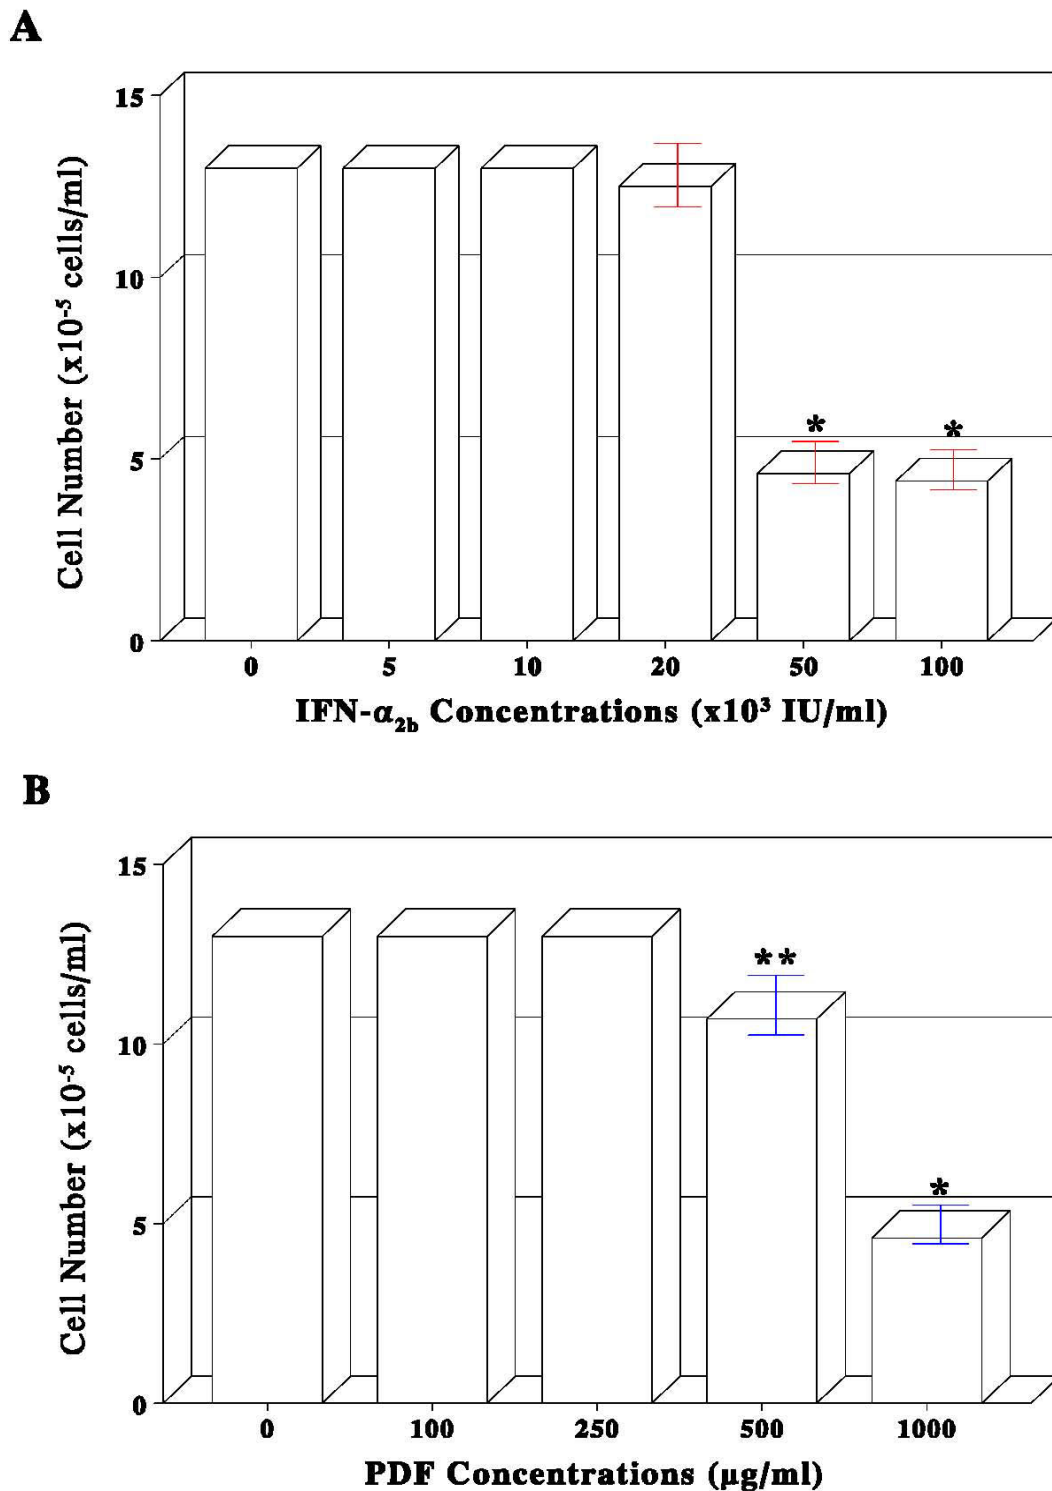 A
Cell Number (x10⁻⁵ cells/ml)
15
10
5
0
*
*
0 5 10 20 50 100
IFN-α₂b Concentrations (x10³ IU/ml)
B
Cell Number (x10⁻⁵ cells/ml)
15
10
5
0
**
*
0 100 250 500 1000
PDF Concentrations (µg/ml)